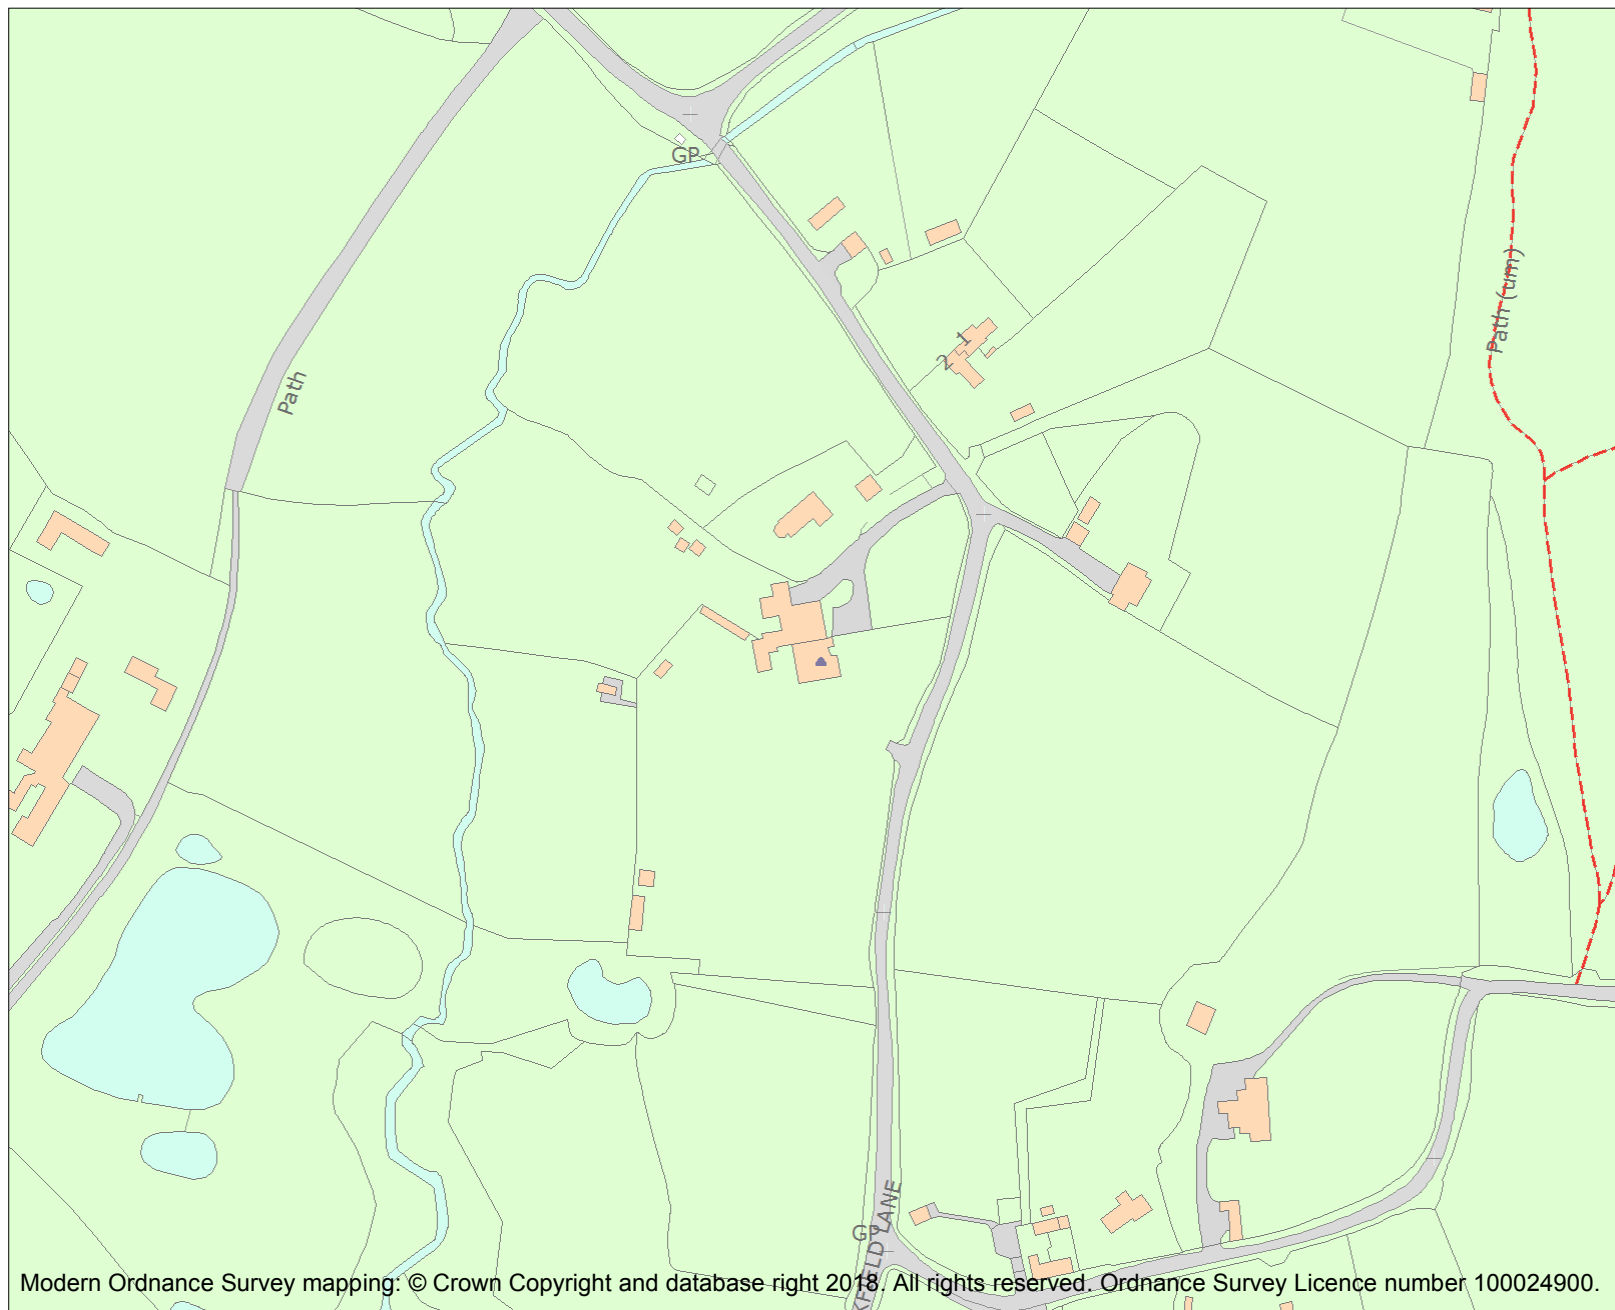 GP
Path (um)
1
2
Path
GP
KFIELD LANE
Modern Ordnance Survey mapping: © Crown Copyright and database right 2018. All rights reserved. Ordnance Survey Licence number 100024900.